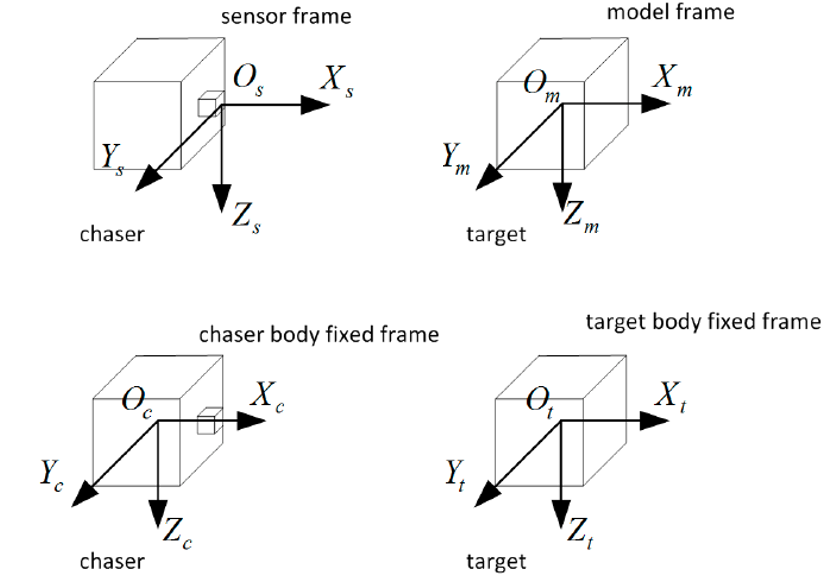 sensor frame
model frame
O_s X_s
O_m X_m
Y_s
Y_m
Z_s
Z_m
chaser
target
chaser body fixed frame
target body fixed frame
O_c X_c
O_t X_t
Y_c
Y_t
Z_c
Z_t
chaser
target